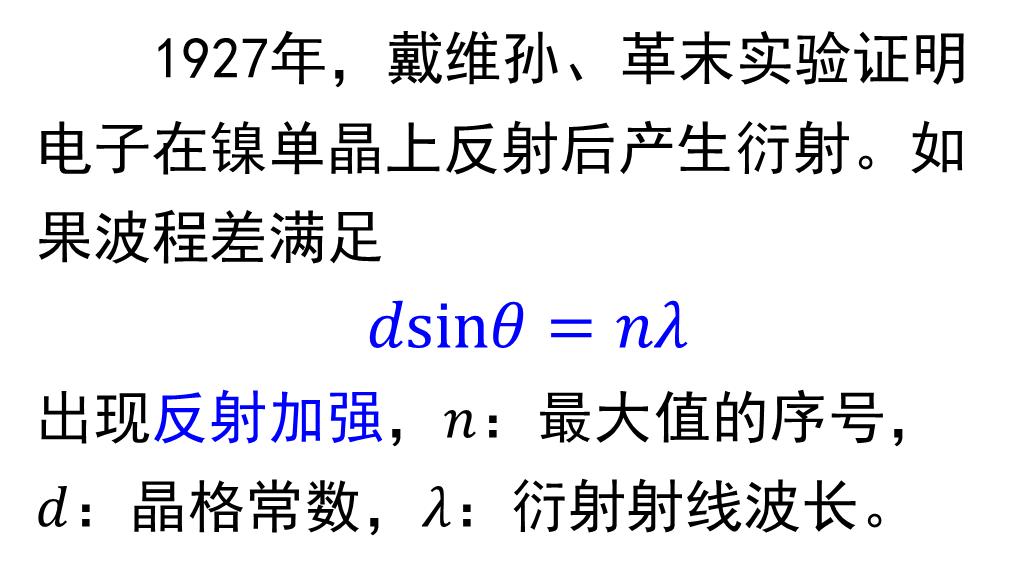 1927年，戴维孙、革末实验证明
电子在镍单晶上反射后产生衍射。如
果波程差满足
dsinθ = nλ
出现反射加强，n：最大值的序号，
d：晶格常数，λ：衍射射线波长。